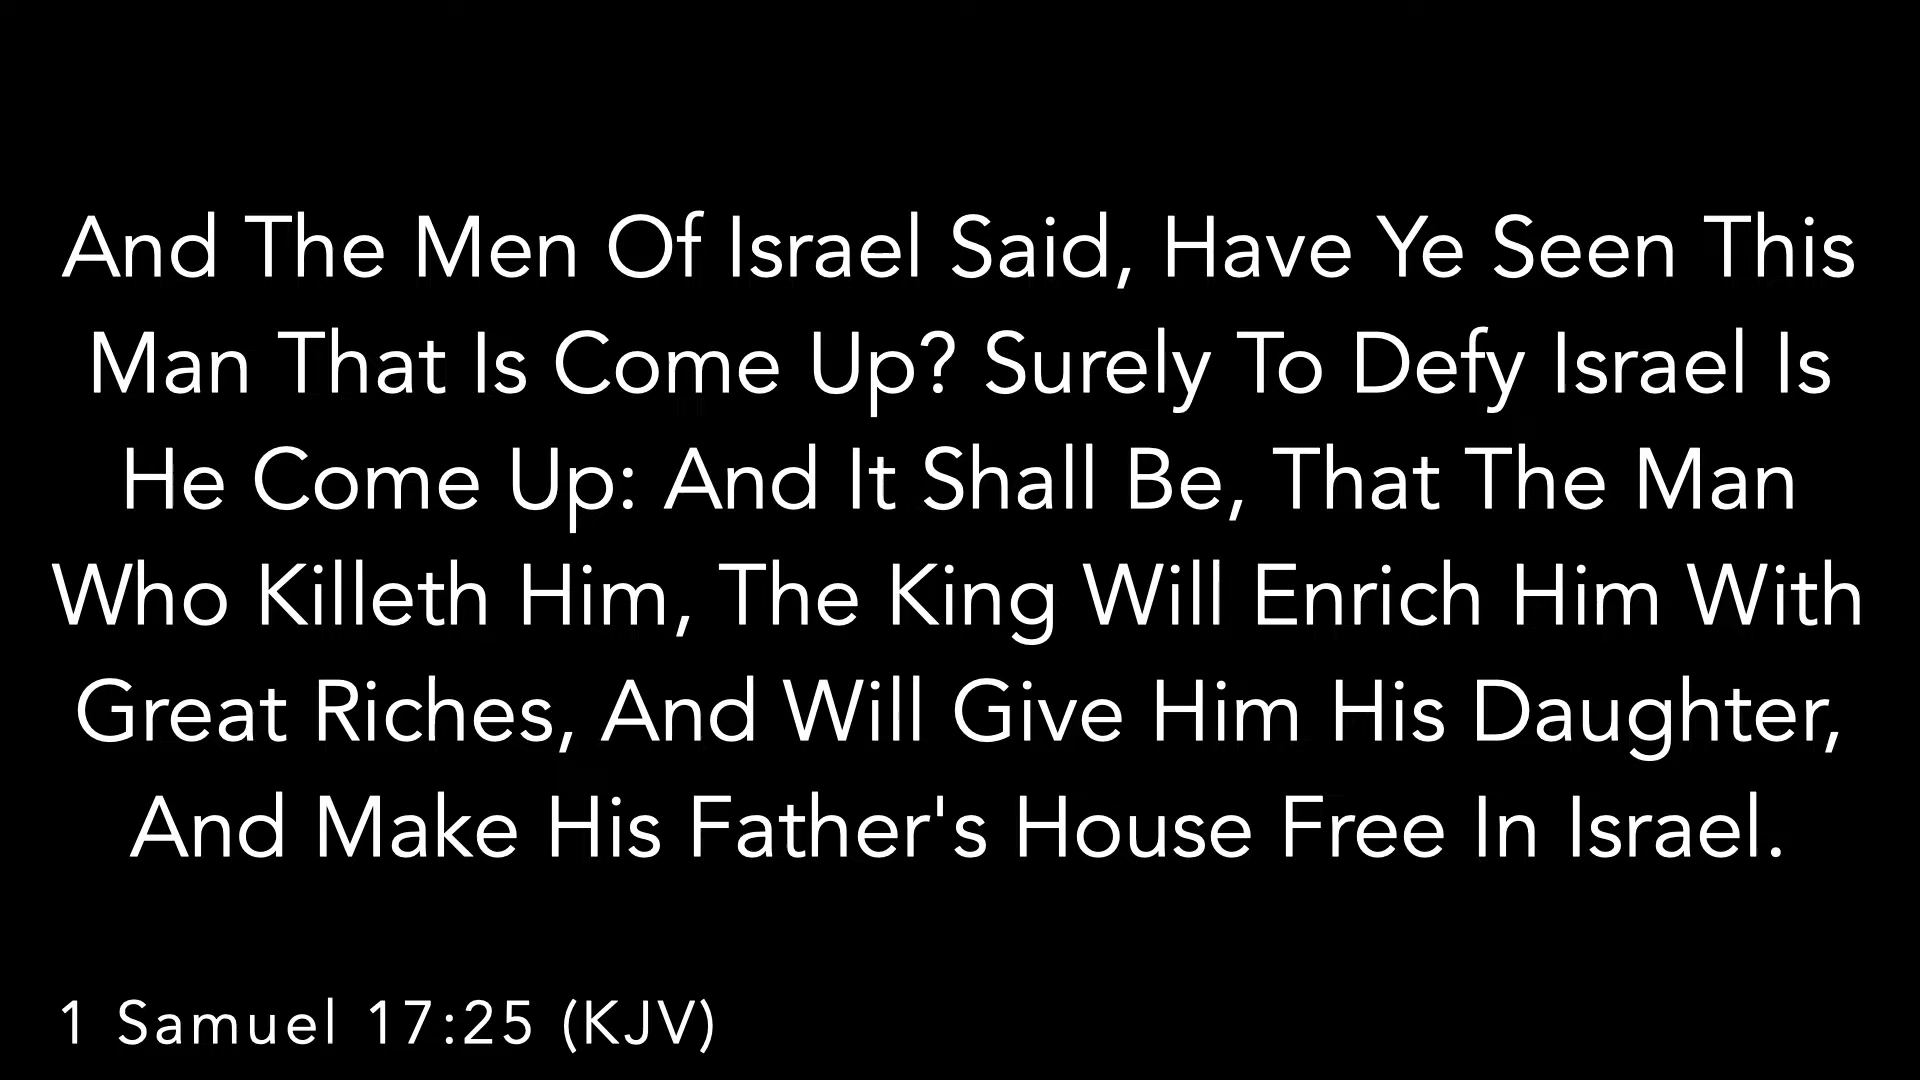 And The Men Of Israel Said, Have Ye Seen This
Man That Is Come Up? Surely To Defy Israel Is
He Come Up: And It Shall Be, That The Man
Who Killeth Him, The King Will Enrich Him With
Great Riches, And Will Give Him His Daughter,
And Make His Father's House Free In Israel.
1 Samuel 17:25 (KJV)